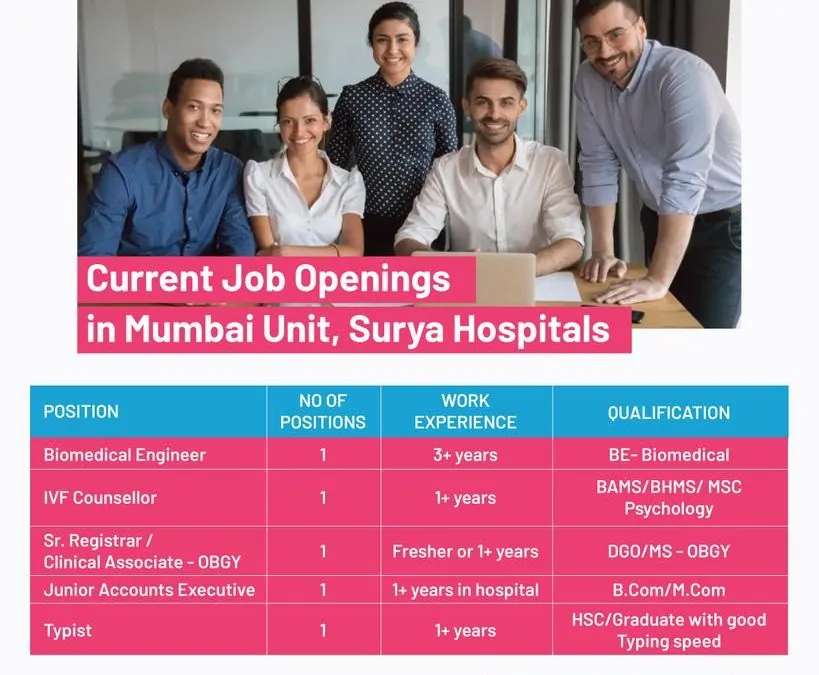 Current Job Openings
in Mumbai Unit, Surya Hospitals
POSITION
NO OF
POSITIONS
WORK
EXPERIENCE
QUALIFICATION
Biomedical Engineer
1
3+ years
BE- Biomedical
IVF Counsellor
1
1+ years
BAMS/BHMS/ MSC
Psychology
Sr. Registrar /
Clinical Associate - OBGY
1
Fresher or 1+ years
DGO/MS - OBGY
Junior Accounts Executive
1
1+ years in hospital
B.Com/M.Com
Typist
1
1+ years
HSC/Graduate with good
Typing speed